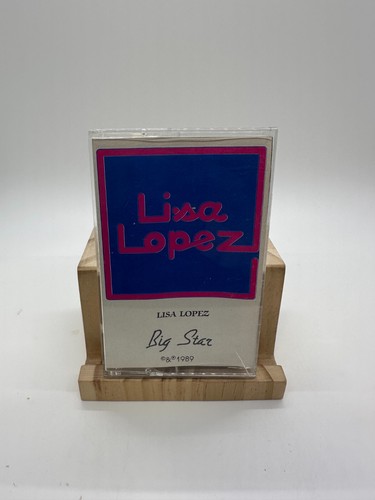 Lisa
Lopez
LISA LOPEZ
Big Star
©&℗1989